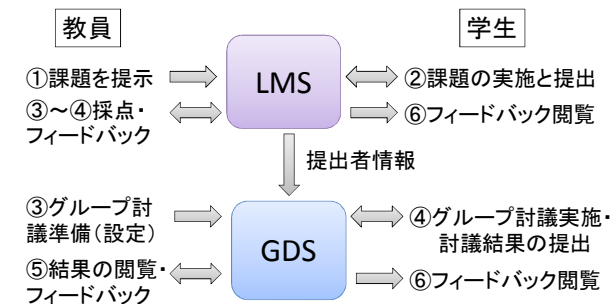 教員
学生
①課題を提示
LMS
②課題の実施と提出
③～④採点・
フィードバック
⑥フィードバック閲覧
提出者情報
③グループ討
議準備（設定）
GDS
④グループ討議実施・
討議結果の提出
⑤結果の閲覧・
フィードバック
⑥フィードバック閲覧